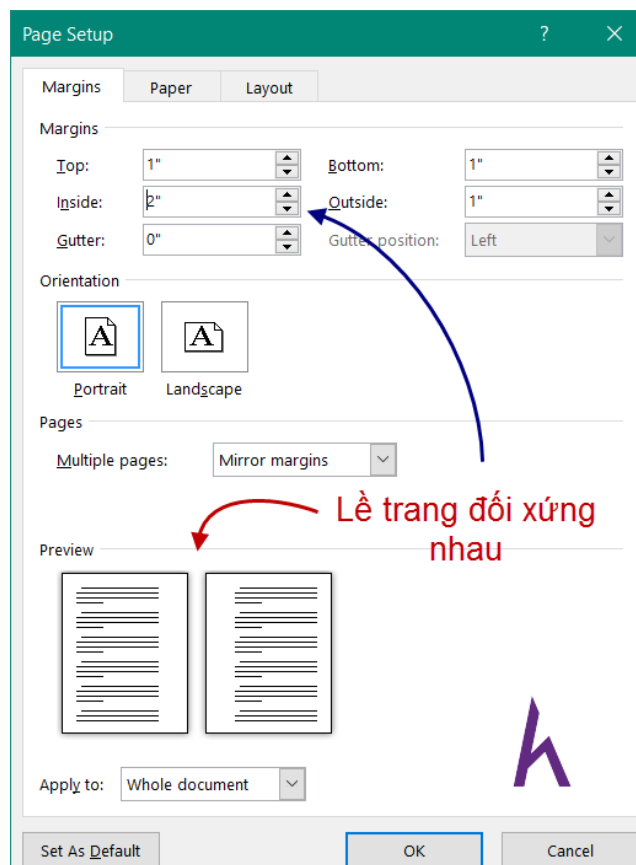 Page Setup ?
Margins Paper Layout
Margins
Top: 1" Bottom: 1"
Inside: 2" Outside: 1"
Gutter: 0" Gutter position: Left
Orientation
A A
Portrait Landscape
Pages
Multiple pages: Mirror margins
Lề trang đối xứng
nhau
Preview
Apply to: Whole document
Set As Default OK Cancel